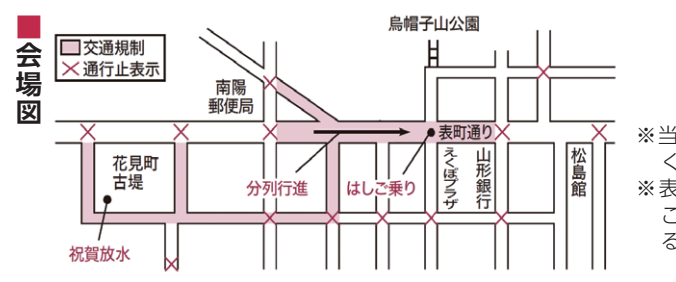 ■会場図
交通規制
通行止表示
烏帽子山公園
南陽
郵便局
表町通り
花見町
古堤
分列行進
はしご乗り
えくぼプラザ
山形銀行
松島館
祝賀放水
※当
く
※表
こ
る